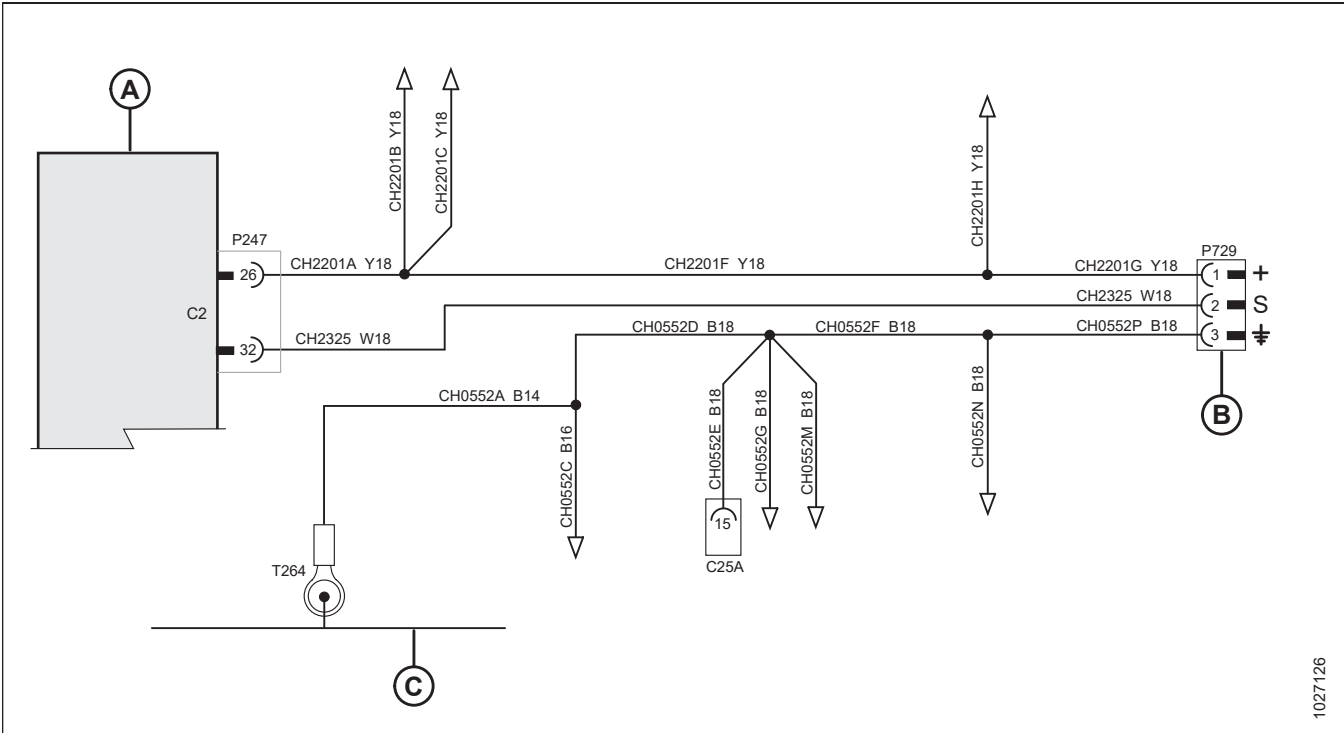 A
CH2201B Y18
CH2201C Y18
CH2201H Y18
P247
P729
26
CH2201A Y18
CH2201F Y18
CH2201G Y18
1
+
C2
CH2325 W18
2
S
32
CH2325 W18
CH0552D B18
CH0552F B18
CH0552P B18
3
CH0552A B14
CH0552C B16
CH0552E B18
CH0552G B18
CH0552M B18
CH0552N B18
B
15
C25A
T264
C
1027126